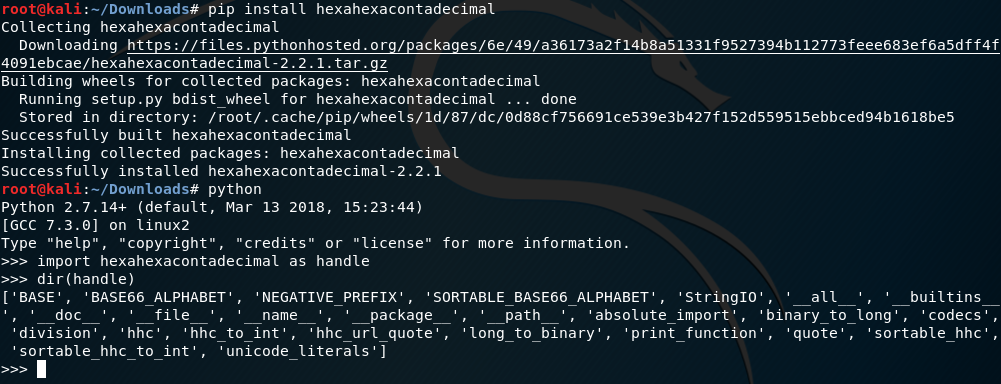 root@kali:~/Downloads# pip install hexahexacontadecimal
Collecting hexahexacontadecimal
  Downloading https://files.pythonhosted.org/packages/6e/49/a36173a2f14b8a51331f9527394b112773feee683ef6a5dff4f
4091ebcae/hexahexacontadecimal-2.2.1.tar.gz
Building wheels for collected packages: hexahexacontadecimal
  Running setup.py bdist_wheel for hexahexacontadecimal ... done
  Stored in directory: /root/.cache/pip/wheels/1d/87/dc/0d88cf756691ce539e3b427f152d559515ebbced94b1618be5
Successfully built hexahexacontadecimal
Installing collected packages: hexahexacontadecimal
Successfully installed hexahexacontadecimal-2.2.1
root@kali:~/Downloads# python
Python 2.7.14+ (default, Mar 13 2018, 15:23:44)
[GCC 7.3.0] on linux2
Type "help", "copyright", "credits" or "license" for more information.
>>> import hexahexacontadecimal as handle
>>> dir(handle)
['BASE', 'BASE66_ALPHABET', 'NEGATIVE_PREFIX', 'SORTABLE_BASE66_ALPHABET', 'StringIO', '__all__', '__builtins__
', '__doc__', '__file__', '__name__', '__package__', '__path__', 'absolute_import', 'binary_to_long', 'codecs',
 'division', 'hhc', 'hhc_to_int', 'hhc_url_quote', 'long_to_binary', 'print_function', 'quote', 'sortable_hhc',
 'sortable_hhc_to_int', 'unicode_literals']
>>>